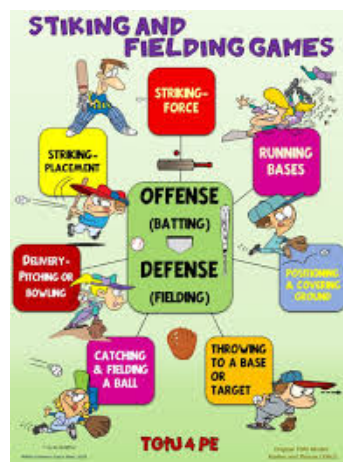 STIKING AND
FIELDING GAMES
STRIKING-
FORCE
STRIKING-
PLACEMENT
RUNNING
BASES
OFFENSE
(BATTING)
DEFENSE
(FIELDING)
DELIVERY-
PITCHING OR
BOWLING
POSITIONING
& COVERING
GROUND
CATCHING
& FIELDING
A BALL
THROWING
TO A BASE
OR
TARGET
TGfU 4 PE